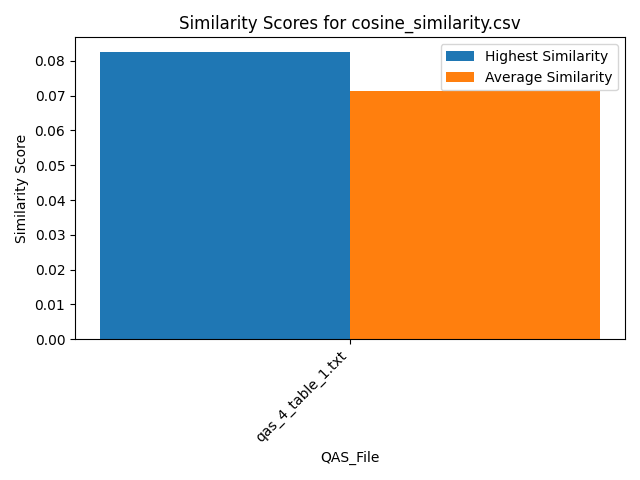 Similarity Scores for cosine_similarity.csv
Highest Similarity
Average Similarity
Similarity Score
0.08
0.07
0.06
0.05
0.04
0.03
0.02
0.01
0.00
qas_4_table_1.txt
QAS_File